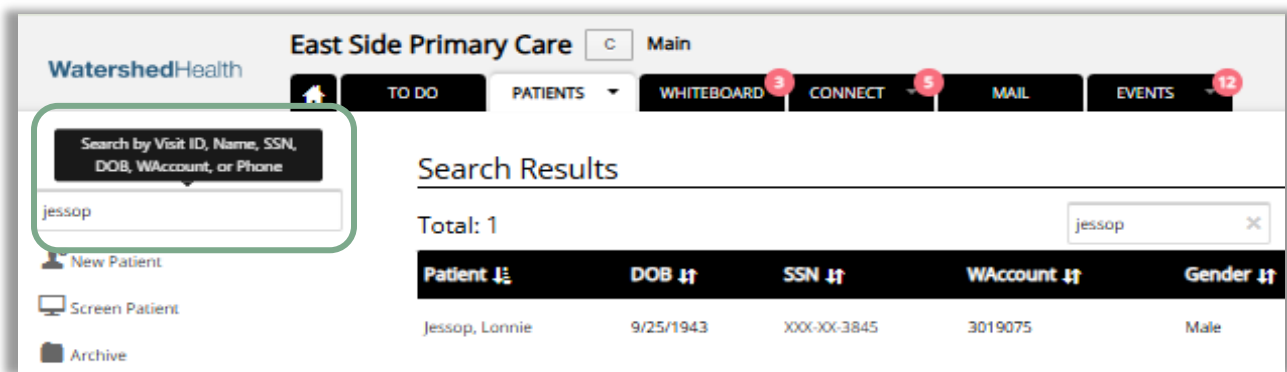 East Side Primary Care C Main
WatershedHealth
TO DO PATIENTS WHITEBOARD 3 CONNECT 5 MAIL EVENTS 12
Search by Visit ID, Name, SSN,
DOB, WAccount, or Phone
jessop
New Patient
Screen Patient
Archive
Search Results
Total: 1 jessop
Patient DOB SSN WAccount Gender
Jessop, Lonnie 9/25/1943 XXX-XX-3845 3019075 Male